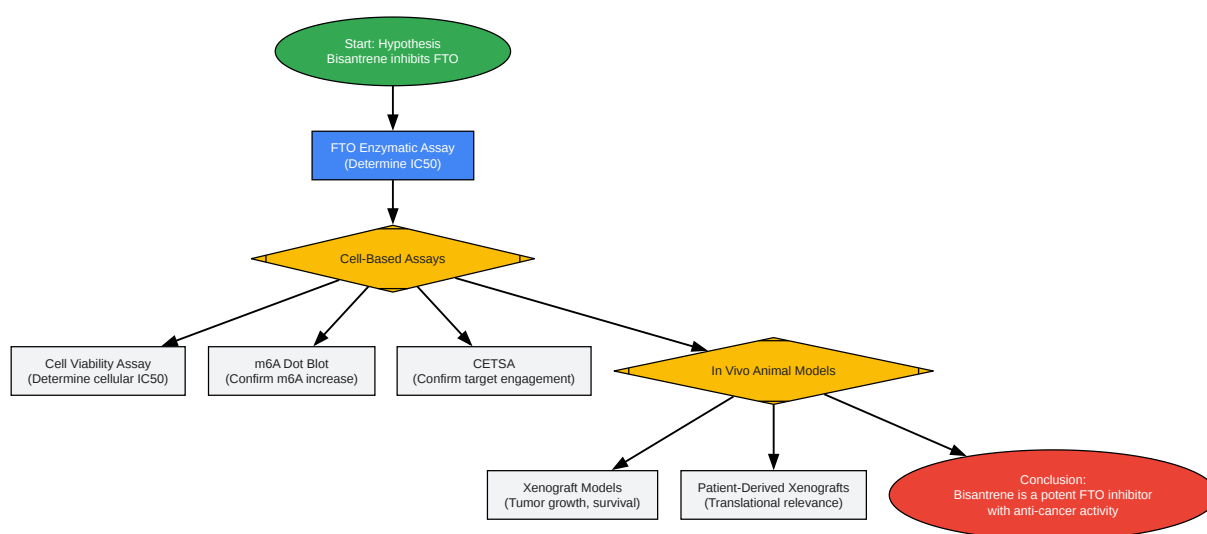 Start: Hypothesis
Bisantrene inhibits FTO
FTO Enzymatic Assay
(Determine IC50)
Cell-Based Assays
Cell Viability Assay
(Determine cellular IC50)
m6A Dot Blot
(Confirm m6A increase)
CETSA
(Confirm target engagement)
In Vivo Animal Models
Xenograft Models
(Tumor growth, survival)
Patient-Derived Xenografts
(Translational relevance)
Conclusion:
Bisantrene is a potent FTO inhibitor
with anti-cancer activity